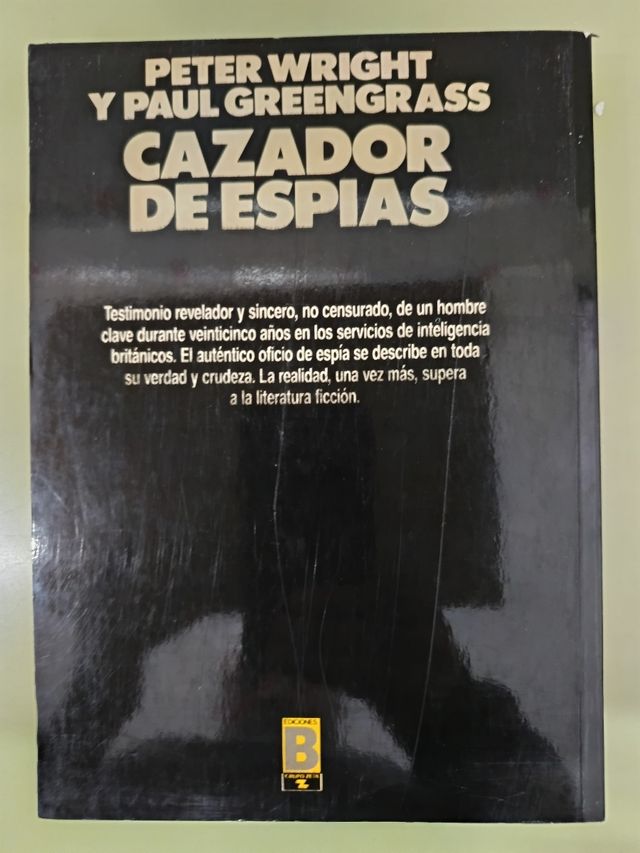 PETER WRIGHT
Y PAUL GREENGRASS
CAZADOR
DE ESPIAS
Testimonio revelador y sincero, no censurado, de un hombre
clave durante veinticinco años en los servicios de inteligencia
británicos. El auténtico oficio de espía se describe en toda
su verdad y crudeza. La realidad, una vez más, supera
a la literatura ficción.
EDICIONES
B
GRUPO ZETA
Z